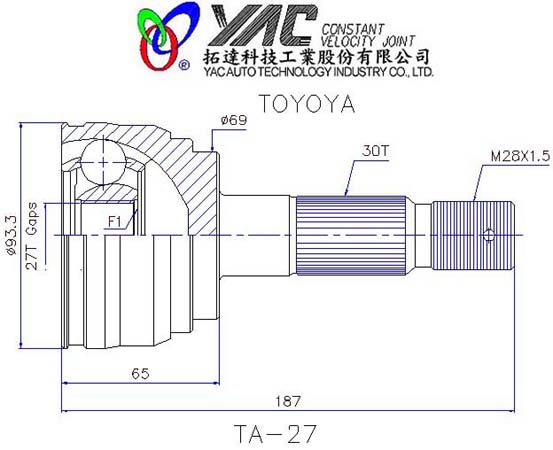 YAC CONSTANT
VELOCITY JOINT
®
拓達科技工業股份有限公司
YAC AUTO TECHNOLOGY INDUSTRY CO., LTD.
TOYOYA
ø69
30T
M28X1.5
ø93.3
27T Gaps
F1
65
187
TA-27